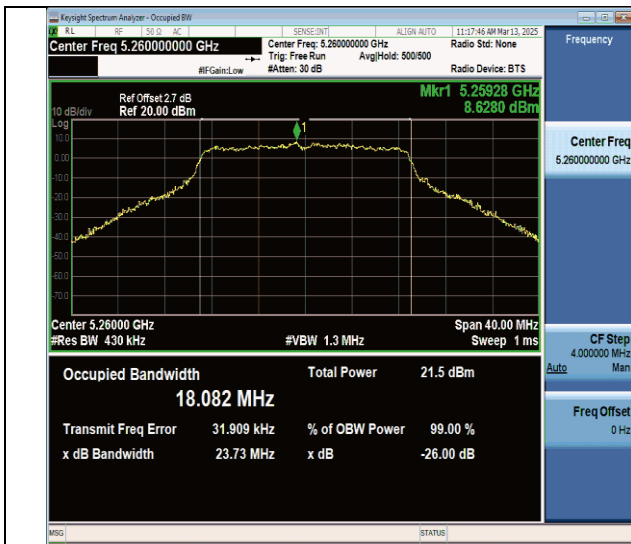 Keysight Spectrum Analyzer - Occupied BW
RL RF 50 Ω AC SENSE:INT ALIGN AUTO 11:17:46 AM Mar 13, 2025
Center Freq 5.260000000 GHz
Center Freq: 5.260000000 GHz
Radio Std: None
Trig: Free Run Avg|Hold: 500/500
#IFGain:Low
#Atten: 30 dB
Radio Device: BTS
Frequency
Mkr1 5.25928 GHz
8.6280 dBm
Ref Offset 2.7 dB
10 dB/div Ref 20.00 dBm
Log
10.0
0.00
-10.0
-20.0
-30.0
-40.0
-50.0
-60.0
-70.0
1
Center 5.26000 GHz Span 40.00 MHz
#Res BW 430 kHz #VBW 1.3 MHz Sweep 1 ms
Occupied Bandwidth Total Power 21.5 dBm
18.082 MHz
Transmit Freq Error 31.909 kHz % of OBW Power 99.00 %
x dB Bandwidth 23.73 MHz x dB -26.00 dB
Center Freq
5.260000000 GHz
CF Step
4.000000 MHz
Auto Man
Freq Offset
0 Hz
MSG STATUS